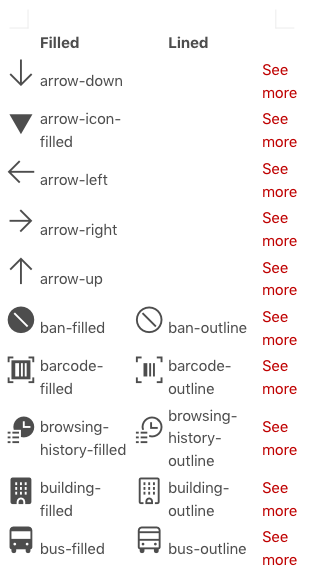 Filled Lined
arrow-down See
more
arrow-icon- See
filled more
arrow-left See
more
arrow-right See
more
arrow-up See
more
ban-filled ban-outline See
more
barcode- barcode- See
filled outline more
browsing- browsing- See
history-filled history- more
outline
building- building- See
filled outline more
bus-filled bus-outline See
more